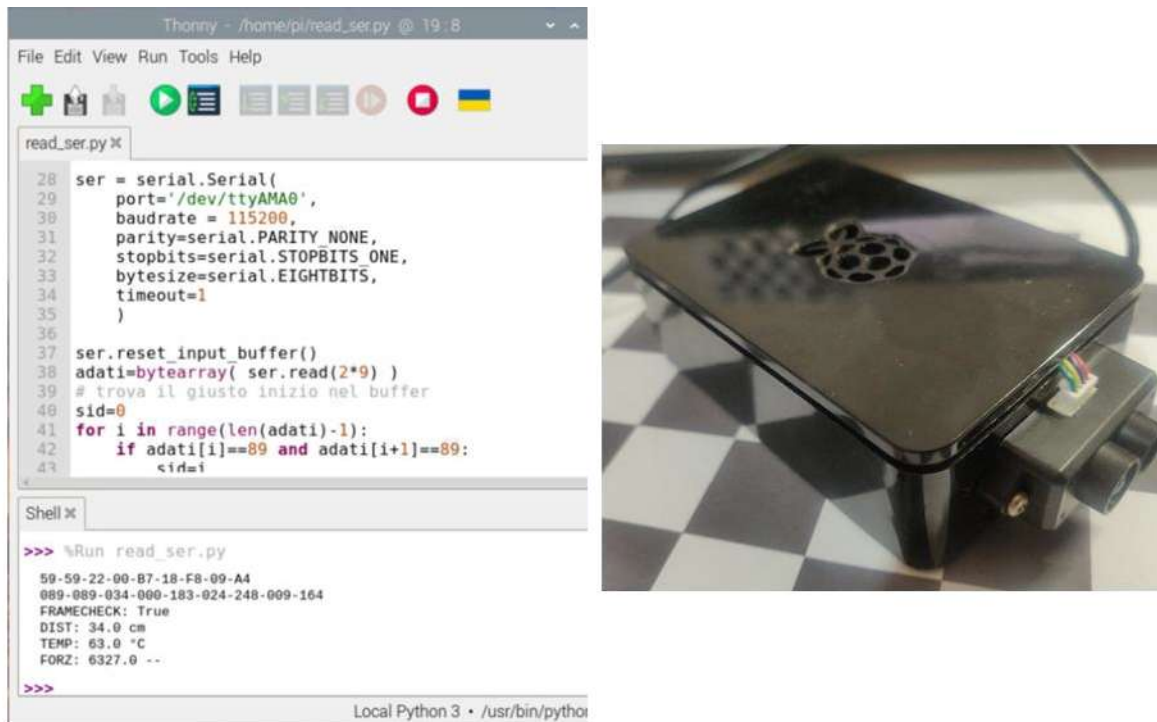 Thonny - /home/pi/read_ser.py @ 19:8
File Edit View Run Tools Help
read_ser.py
28 ser = serial.Serial(
29     port='/dev/ttyAMA0',
30     baudrate = 115200,
31     parity=serial.PARITY_NONE,
32     stopbits=serial.STOPBITS_ONE,
33     bytesize=serial.EIGHTBITS,
34     timeout=1
35     )
36
37 ser.reset_input_buffer()
38 adati=bytearray( ser.read(2*9) )
39 # trova il giusto inizio nel buffer
40 sid=0
41 for i in range(len(adati)-1):
42     if adati[i]==89 and adati[i+1]==89:
43         sid=i
Shell
>>> %Run read_ser.py
59-59-22-00-B7-18-F8-09-A4
089-089-034-000-183-024-248-009-164
FRAMECHECK: True
DIST: 34.0 cm
TEMP: 63.0 °C
FORZ: 6327.0 --
>>>
Local Python 3 • /usr/bin/python